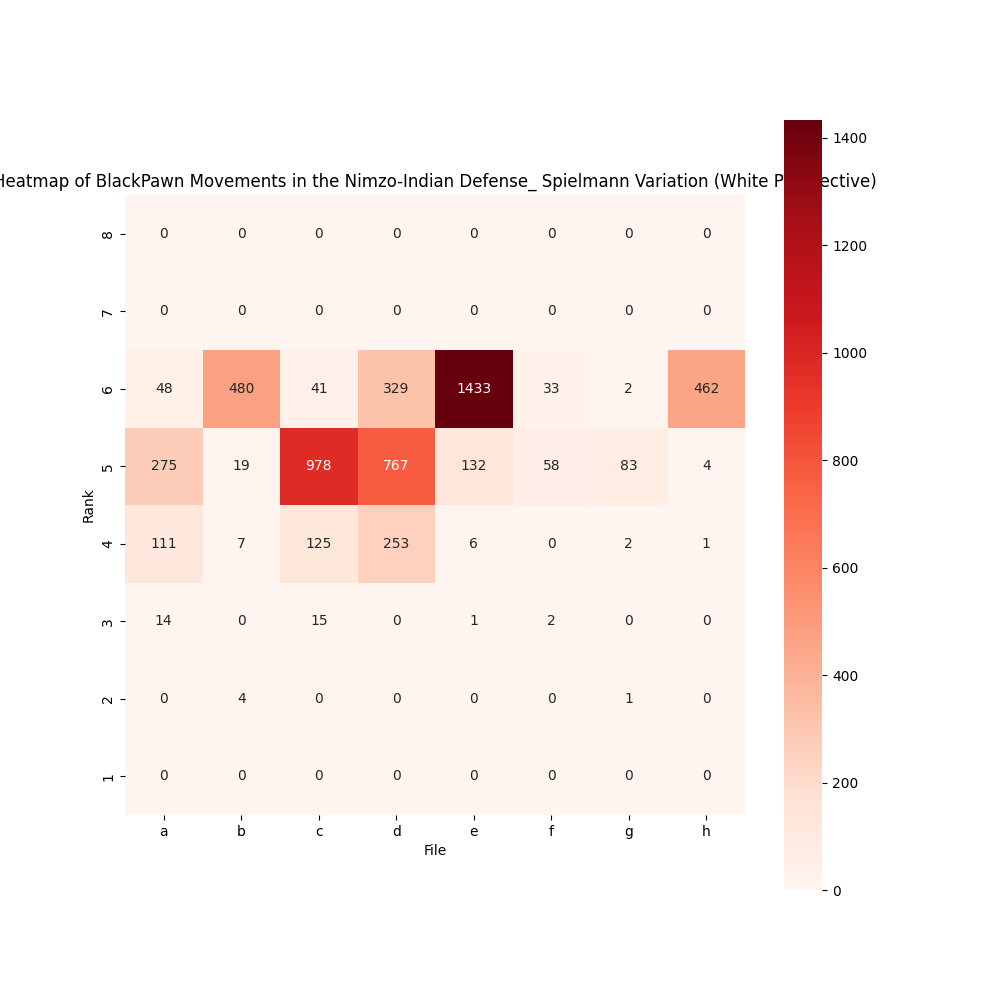 1400
Heatmap of BlackPawn Movements in the Nimzo-Indian Defense_ Spielmann Variation (White P ective)
1200
1000
800
600
400
200
0
8 0 0 0 0 0 0 0 0
7 0 0 0 0 0 0 0 0
6 48 480 41 329 1433 33 2 462
5 275 19 978 767 132 58 83 4
Rank
4 111 7 125 253 6 0 2 1
3 14 0 15 0 1 2 0 0
2 0 4 0 0 0 0 1 0
1 0 0 0 0 0 0 0 0
a b c d e f g h
File